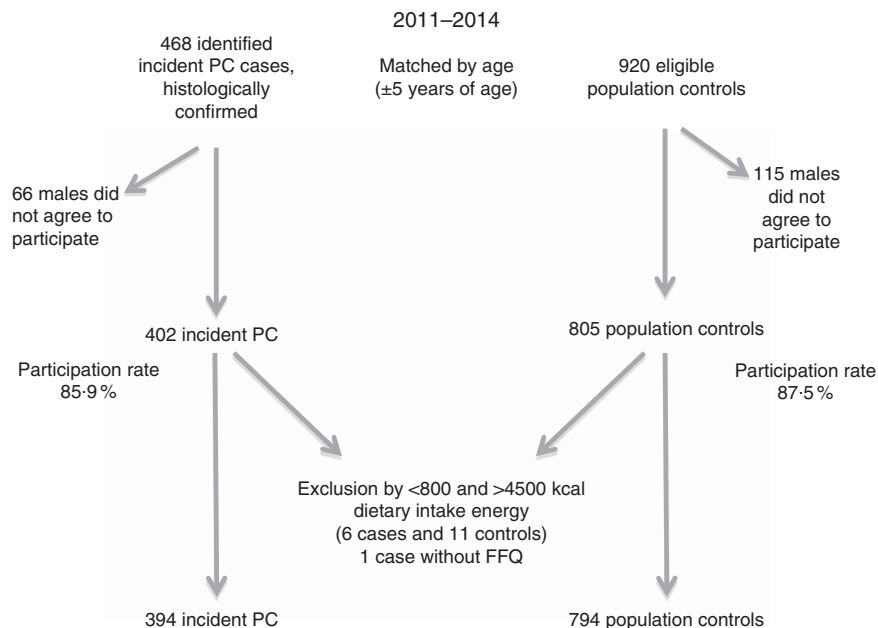 2011–2014
468 identified
incident PC cases,
histologically
confirmed
Matched by age
(±5 years of age)
920 eligible
population controls
66 males did
not agree to
participate
115 males
did not
agree to
participate
402 incident PC
805 population controls
Participation rate
85·9 %
Participation rate
87·5 %
Exclusion by <800 and >4500 kcal
dietary intake energy
(6 cases and 11 controls)
1 case without FFQ
394 incident PC
794 population controls